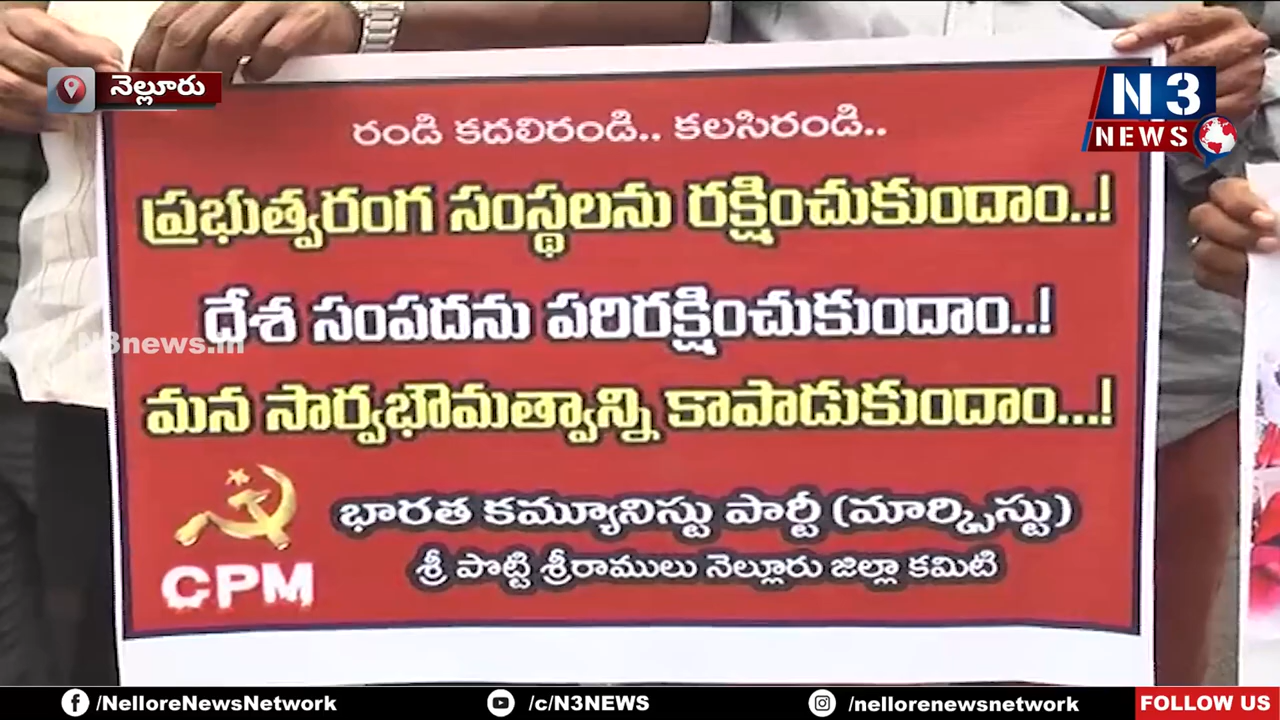 నెల్లూరు
N3
NEWS
రండి కదలిరండి.. కలసిరండి..
ప్రభుత్వరంగ సంస్థలను రక్షించుకుందాం..!
దేశ సంపదను పరిరక్షించుకుందాం..!
N3news.in
మన సార్వభౌమత్వాన్ని కాపాడుకుందాం...!
భారత కమ్యూనిస్టు పార్టీ (మార్క్సిస్టు)
శ్రీ పొట్టి శ్రీరాములు నెల్లూరు జిల్లా కమిటి
CPM
/NelloreNewsNetwork
/c/N3NEWS
/nellorenewsnetwork
FOLLOW US